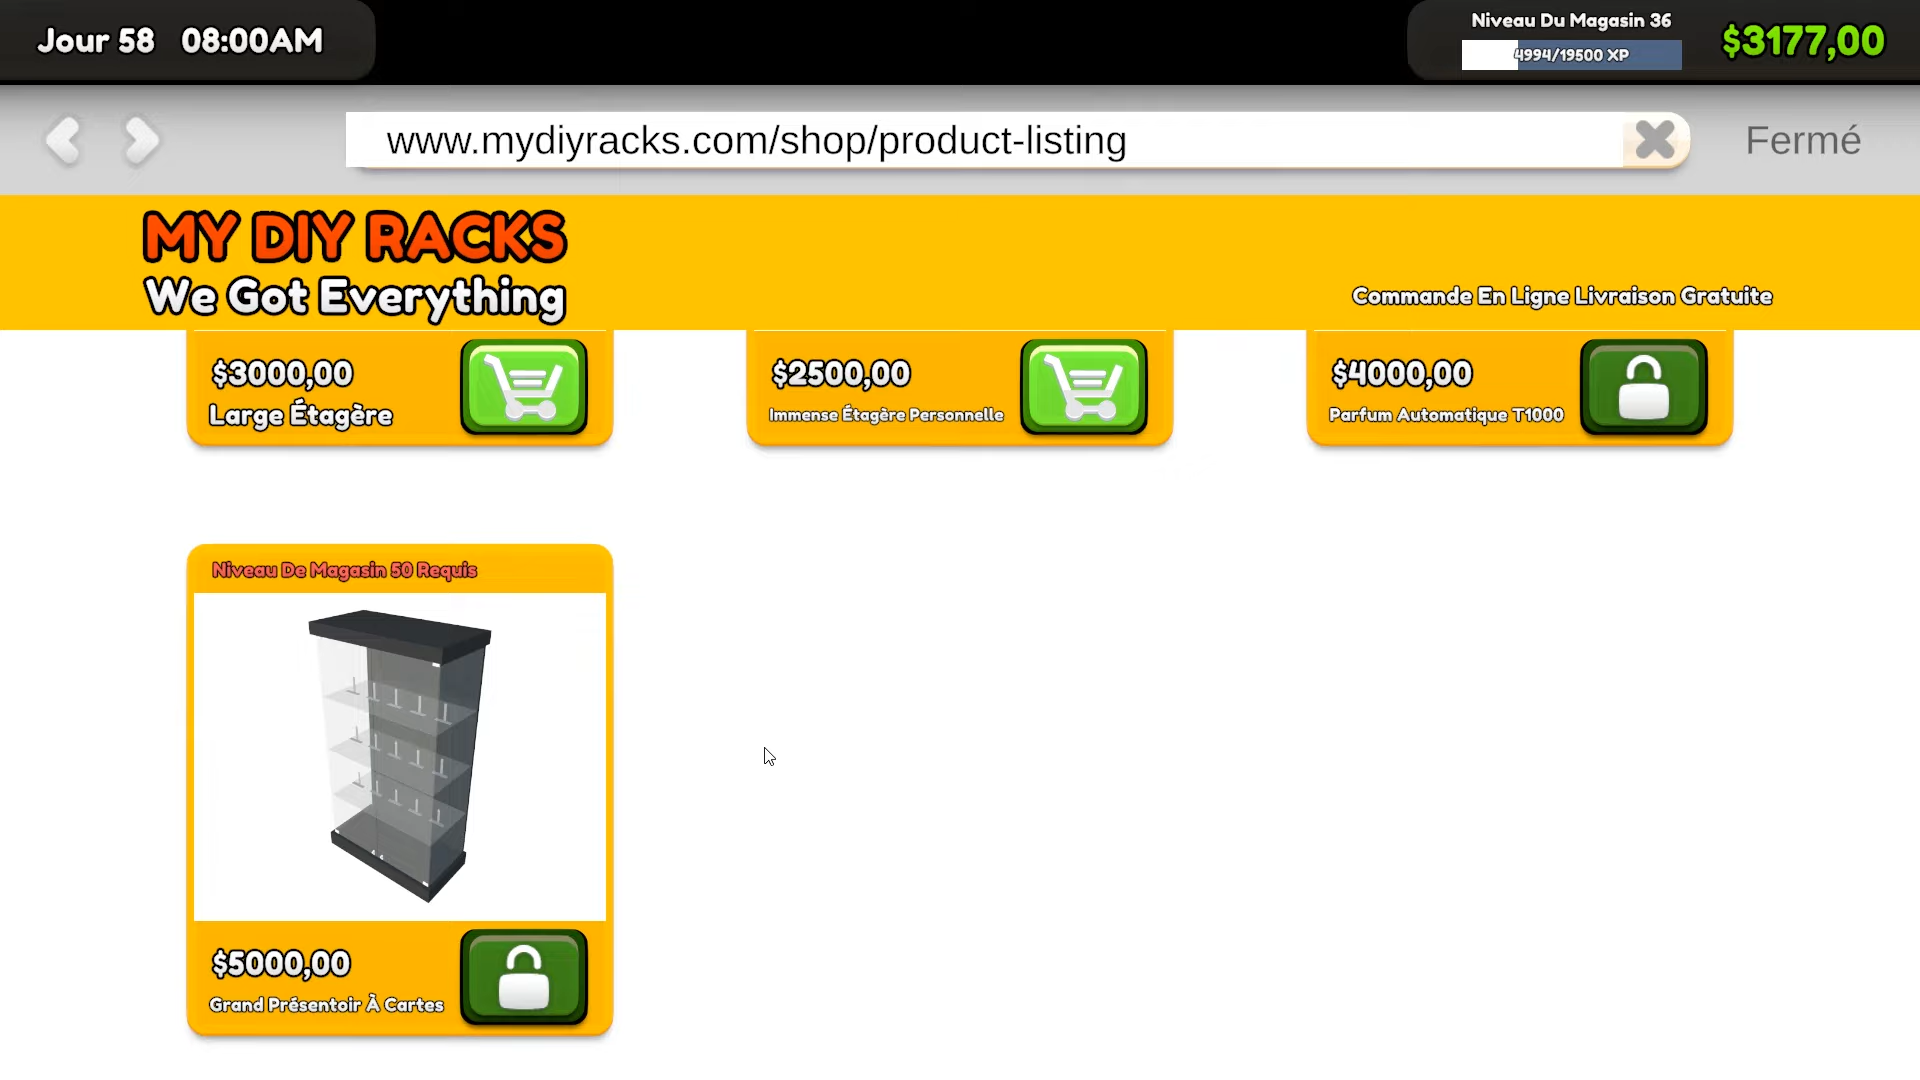 Jour 58 08:00AM
Niveau Du Magasin 36
4994/19500 XP
$3177,00
www.mydiyracks.com/shop/product-listing
Fermé
MY DIY RACKS
We Got Everything
Commande En Ligne Livraison Gratuite
$3000,00
Large Étagère
$2500,00
Immense Étagère Personnelle
$4000,00
Parfum Automatique T1000
Niveau De Magasin 50 Requis
$5000,00
Grand Présentoir À Cartes